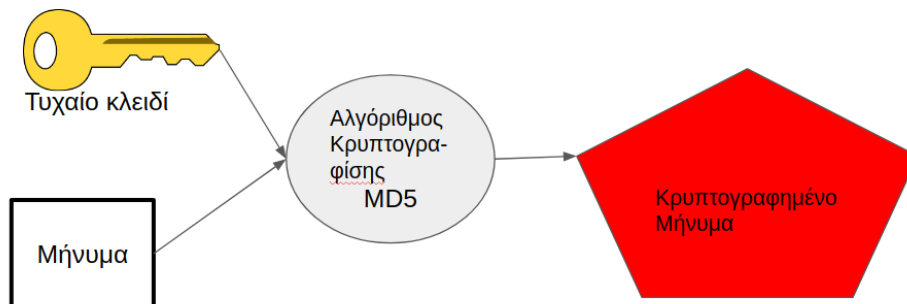 Τυχαίο κλειδί
Αλγόριθμος
Κρυπτογρα-
φίσης
MD5
Μήνυμα
Κρυπτογραφημένο
Μήνυμα